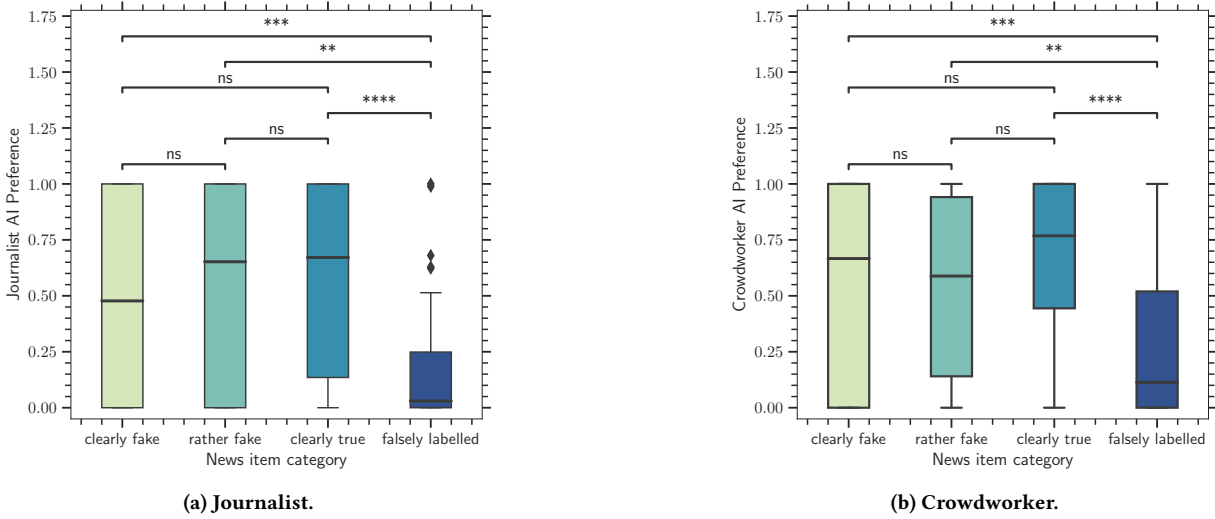 1.75
1.50
1.25
1.00
0.75
0.50
0.25
0.00
Journalist AI Preference
***
**
ns
****
ns
ns
clearly fake rather fake clearly true falsely labelled
News item category
(a) Journalist.
1.75
1.50
1.25
1.00
0.75
0.50
0.25
0.00
Crowdworker AI Preference
***
**
ns
****
ns
ns
clearly fake rather fake clearly true falsely labelled
News item category
(b) Crowdworker.